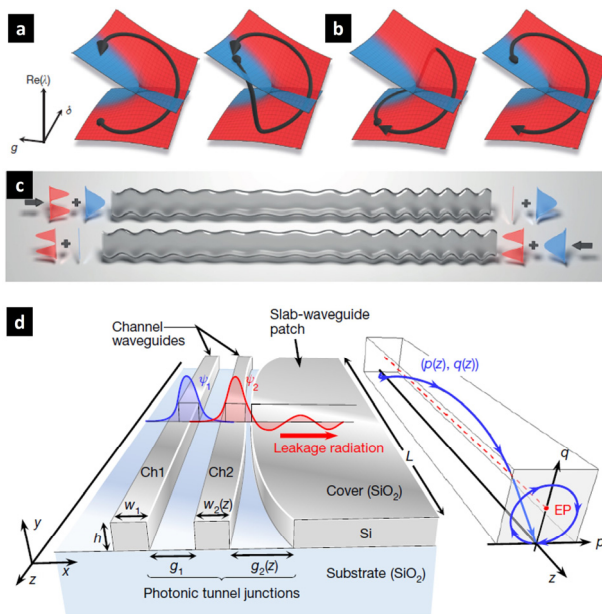 a
b
Re(λ)
δ
g
c
+
+
+
+
d
Channel
waveguides
Slab-waveguide
patch
ψ1
ψ2
(p(z), q(z))
Leakage radiation
L
q
Ch1
Ch2
w1
w2(z)
Cover (SiO2)
EP
p
h
Si
y
x
z
g1
g2(z)
Substrate (SiO2)
z
Photonic tunnel junctions